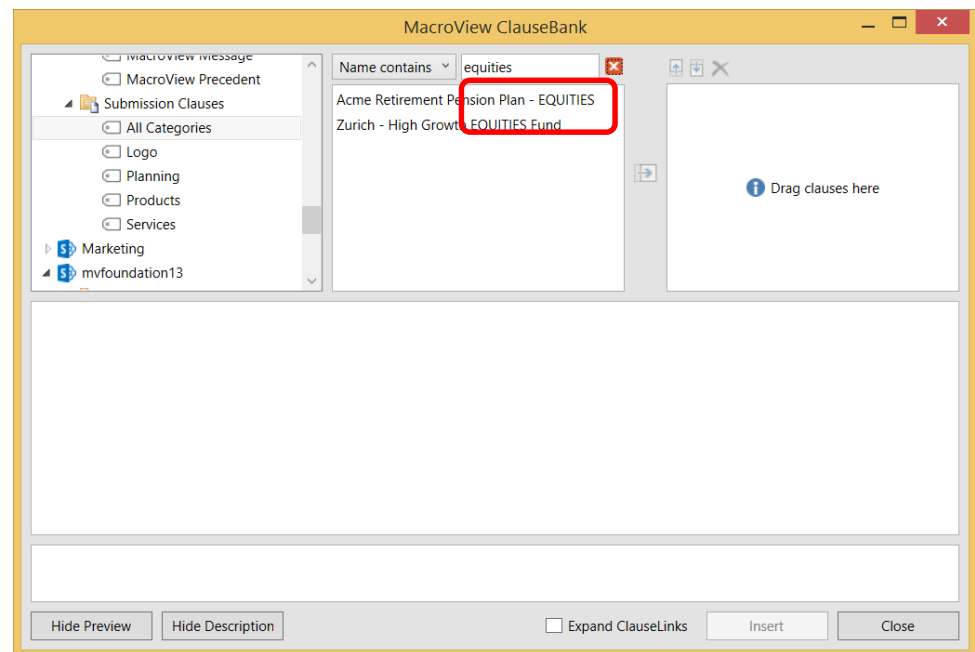 MacroView ClauseBank
MacroView Message
MacroView Precedent
Submission Clauses
All Categories
Logo
Planning
Products
Services
Marketing
mvfoundation13
Name contains equities
Acme Retirement Pension Plan - EQUITIES
Zurich - High Growth EQUITIES Fund
Drag clauses here
Hide Preview Hide Description Expand ClauseLinks Insert Close